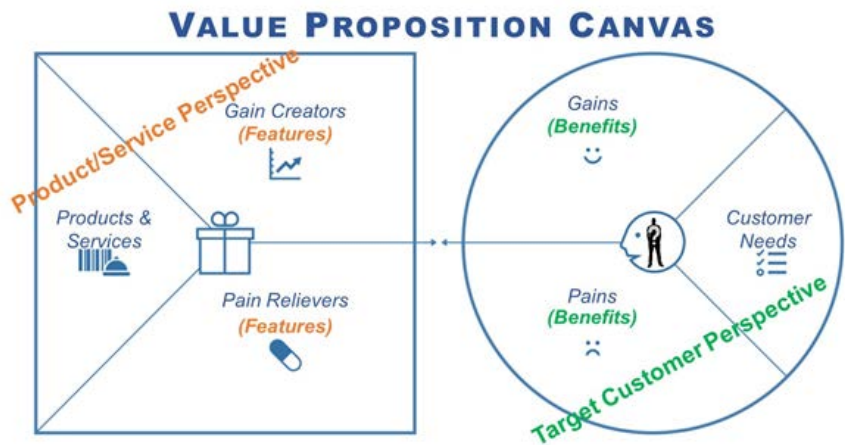 VALUE PROPOSITION CANVAS
Product/Service Perspective
Gain Creators
(Features)
Products &
Services
Pain Relievers
(Features)
Gains
(Benefits)
Customer
Needs
Pains
(Benefits)
Target Customer Perspective